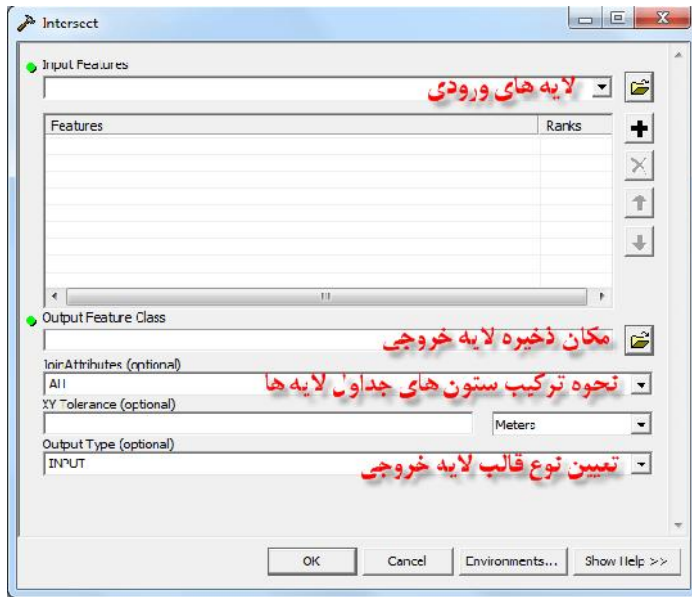 Intersect
Input Features
لایه های ورودی
Features Ranks
Output Feature Class
مکان ذخیره لایه خروجی
JoinAttributes (optional)
ALL
نحوه ترکیب ستون های جداول لایه ها
XY Tolerance (optional)
Meters
Output Type (optional)
INPUT
تعیین نوع قالب لایه خروجی
OK Cancel Environments... Show Help >>